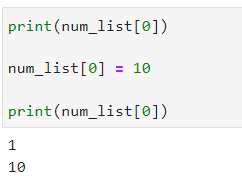 print(num_list[0])
num_list[0] = 10
print(num_list[0])
1
10